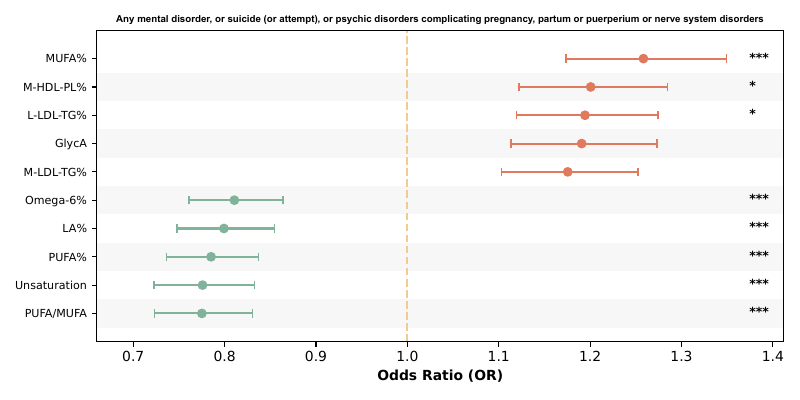 Any mental disorder, or suicide (or attempt), or psychic disorders complicating pregnancy, partum or puerperium or nerve system disorders
MUFA% ***
M-HDL-PL% *
L-LDL-TG% *
GlycA
M-LDL-TG%
Omega-6% ***
LA% ***
PUFA% ***
Unsaturation ***
PUFA/MUFA ***
0.7 0.8 0.9 1.0 1.1 1.2 1.3 1.4
Odds Ratio (OR)